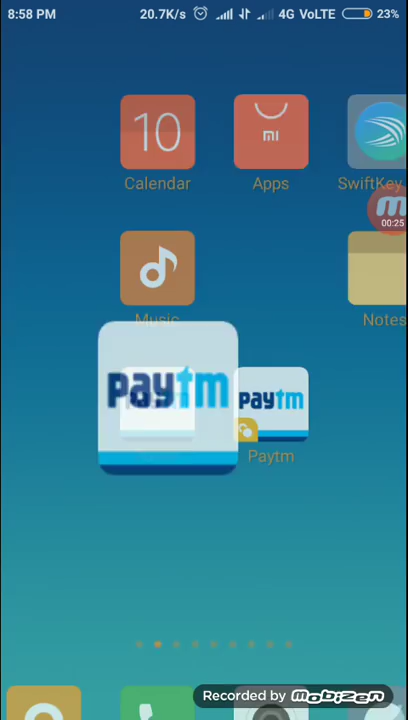 8:58 PM 20.7K/s 4G VoLTE 23%
10
mi
Calendar Apps SwiftKey
00:25
Music Notes
paytm
paytm
Paytm
Recorded by mobizen